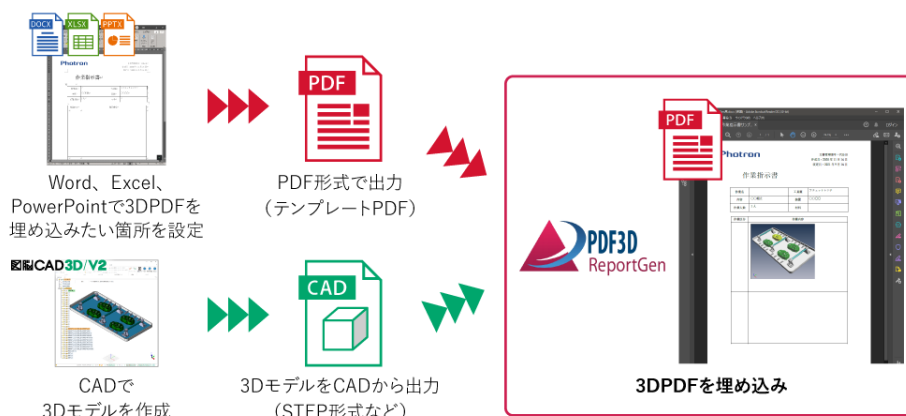 DOCX
XLSX
PPTX
Photron
作業指示書
Word、Excel、
PowerPointで3DPDFを
埋め込みたい箇所を設定
PDF
PDF形式で出力
（テンプレートPDF）
図脳CAD3D/V2
CADで
3Dモデルを作成
CAD
3DモデルをCADから出力
（STEP形式など）
PDF3D
ReportGen
PDF
Photron
作業指示書
3DPDFを埋め込み